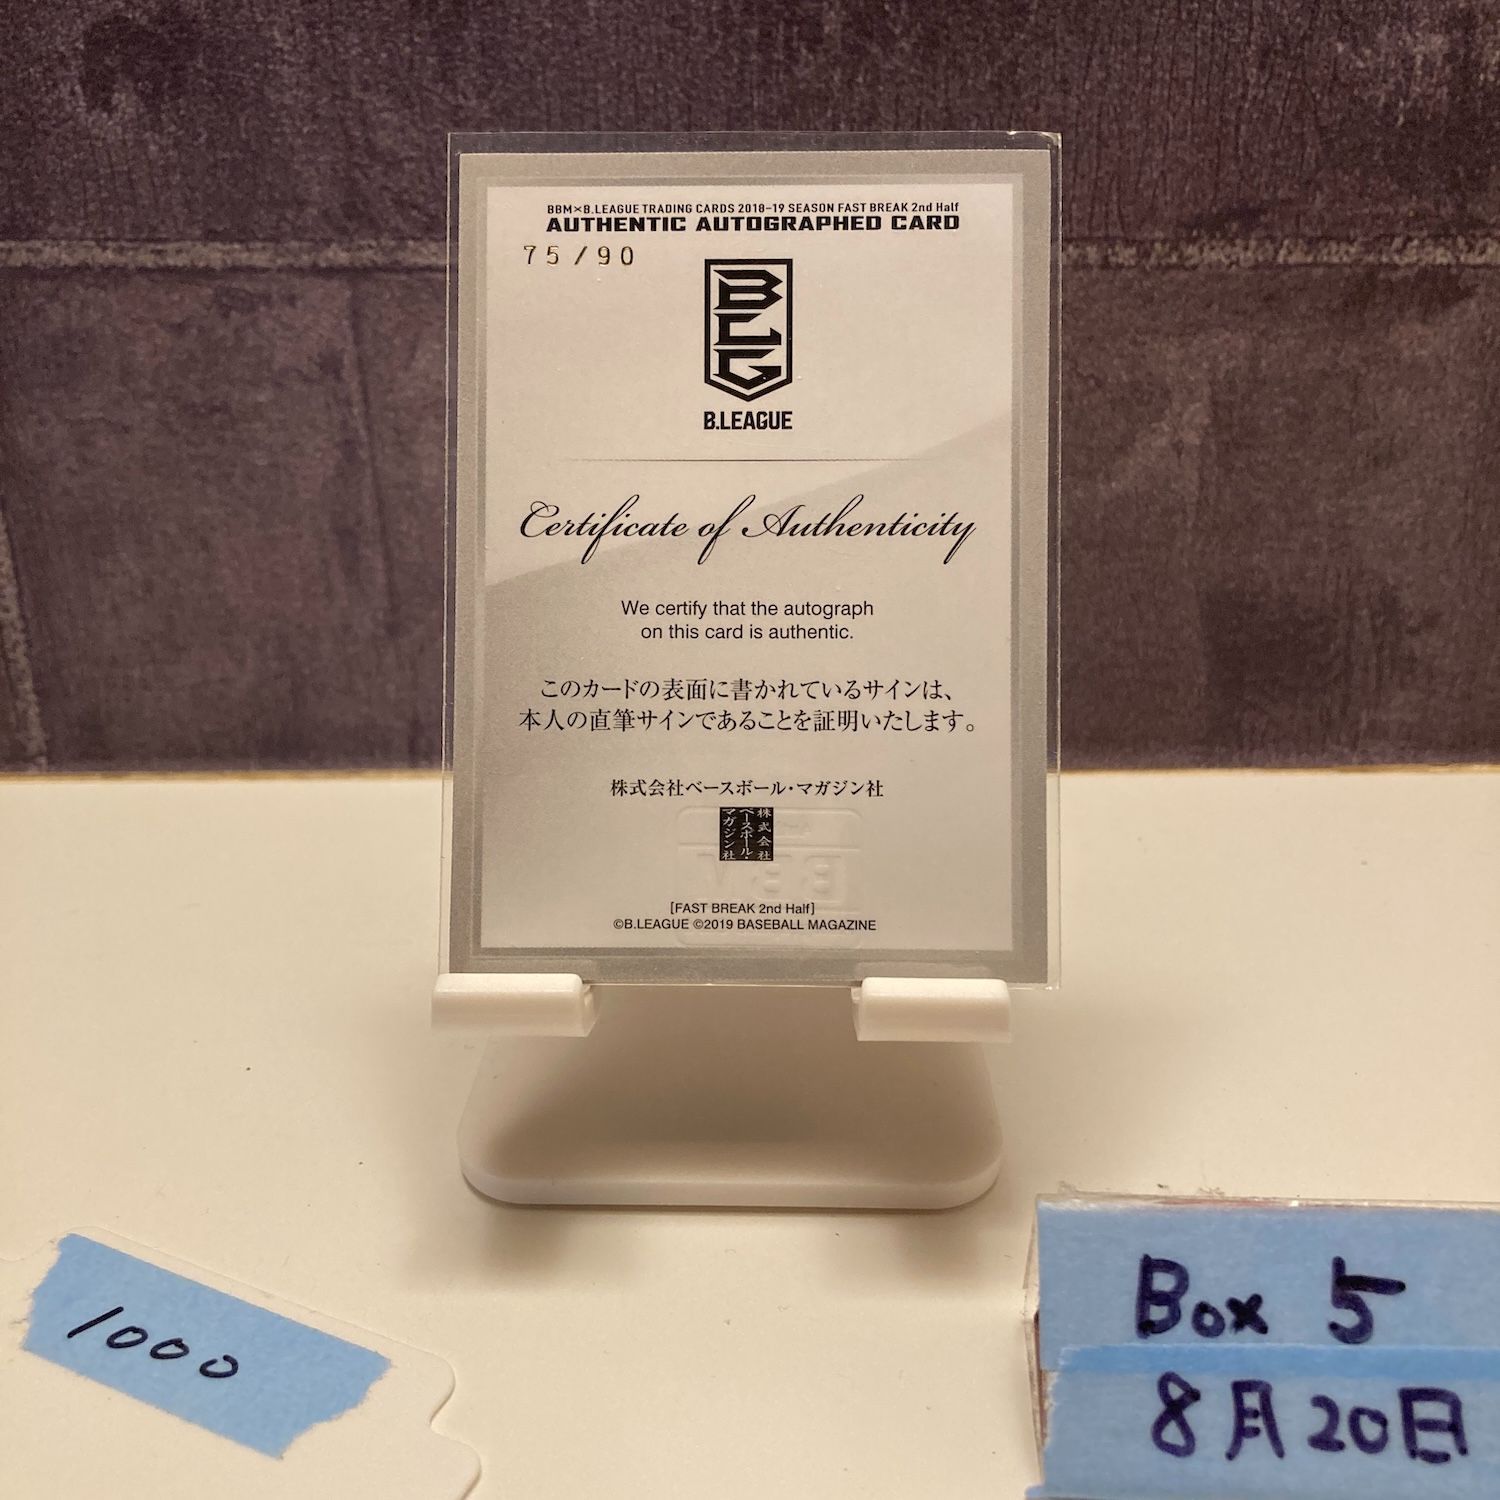 BBM×B.LEAGUE TRADING CARDS 2018-19 SEASON FAST BREAK 2nd Half
AUTHENTIC AUTOGRAPHED CARD
75/90
BLG
B.LEAGUE
Certificate of Authenticity
We certify that the autograph
on this card is authentic.
このカードの表面に書かれているサインは、
本人の直筆サインであることを証明いたします。
株式会社ベースボール・マガジン社
株式会社
ベースボール・
マガジン社
BBM
[FAST BREAK 2nd Half]
©B.LEAGUE ©2019 BASEBALL MAGAZINE
1000
Box 5
8月20日